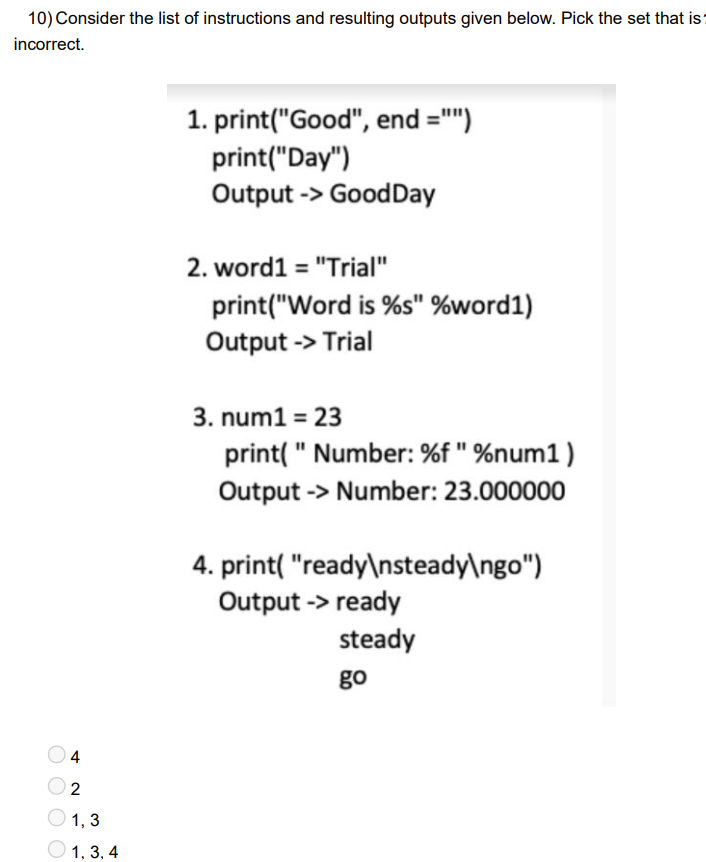 10) Consider the list of instructions and resulting outputs given below. Pick the set that is
incorrect.
1. print("Good", end ="")
print("Day")
Output -> GoodDay
2. word1 = "Trial"
print("Word is %s" %word1)
Output -> Trial
3. num1 = 23
print( " Number: %f " %num1 )
Output -> Number: 23.000000
4. print( "ready\nsteady\ngo")
Output -> ready
steady
go
4
2
1, 3
1, 3, 4